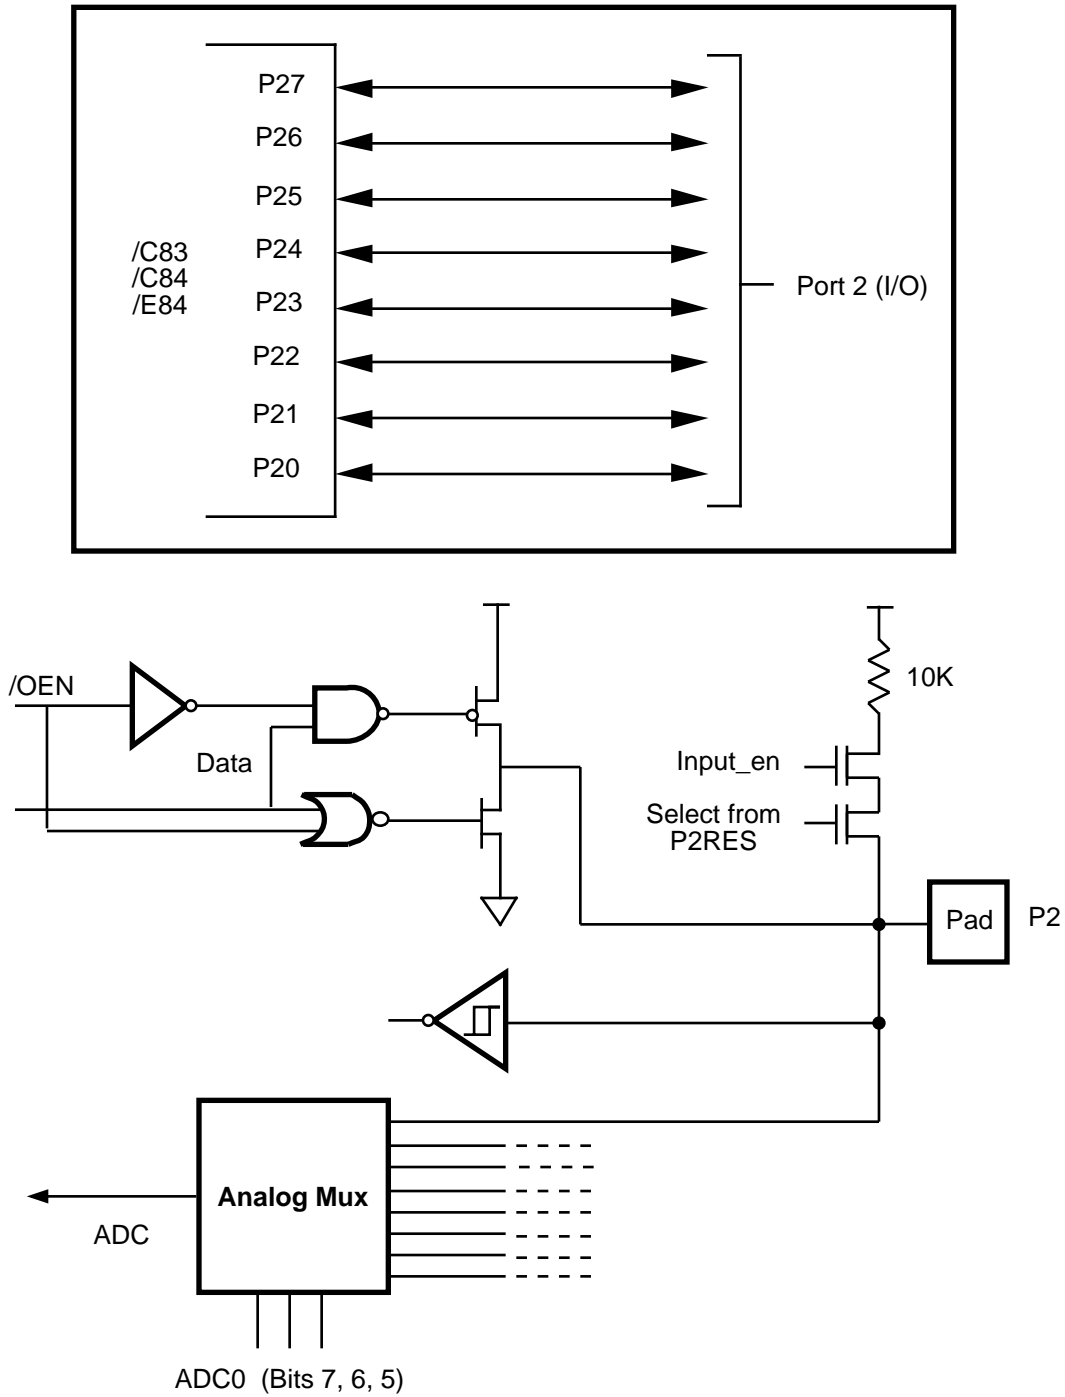 P27
P26
P25
P24
P23
P22
P21
P20
/C83
/C84
/E84
Port 2 (I/O)
/OEN
Data
10K
Input_en
Select from
P2RES
Pad
P2
Analog Mux
ADC
ADC0 (Bits 7, 6, 5)